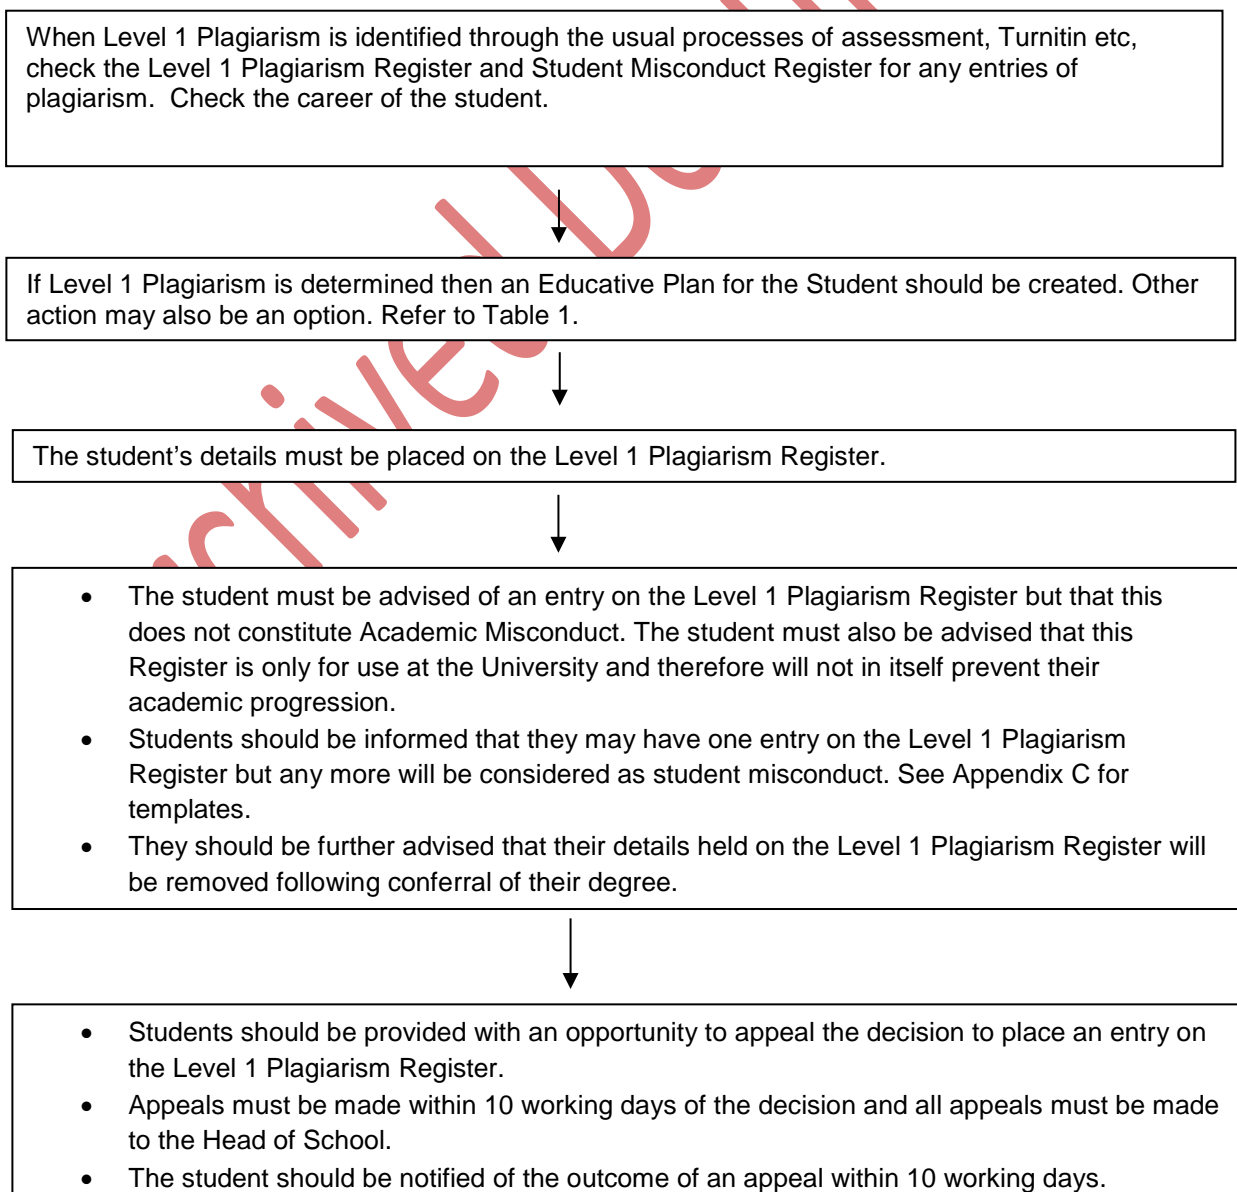 When Level 1 Plagiarism is identified through the usual processes of assessment, Turnitin etc,
check the Level 1 Plagiarism Register and Student Misconduct Register for any entries of
plagiarism.  Check the career of the student.
If Level 1 Plagiarism is determined then an Educative Plan for the Student should be created. Other
action may also be an option. Refer to Table 1.
The student’s details must be placed on the Level 1 Plagiarism Register.
• The student must be advised of an entry on the Level 1 Plagiarism Register but that this
does not constitute Academic Misconduct. The student must also be advised that this
Register is only for use at the University and therefore will not in itself prevent their
academic progression.
• Students should be informed that they may have one entry on the Level 1 Plagiarism
Register but any more will be considered as student misconduct. See Appendix C for
templates.
• They should be further advised that their details held on the Level 1 Plagiarism Register will
be removed following conferral of their degree.
• Students should be provided with an opportunity to appeal the decision to place an entry on
the Level 1 Plagiarism Register.
• Appeals must be made within 10 working days of the decision and all appeals must be made
to the Head of School.
• The student should be notified of the outcome of an appeal within 10 working days.